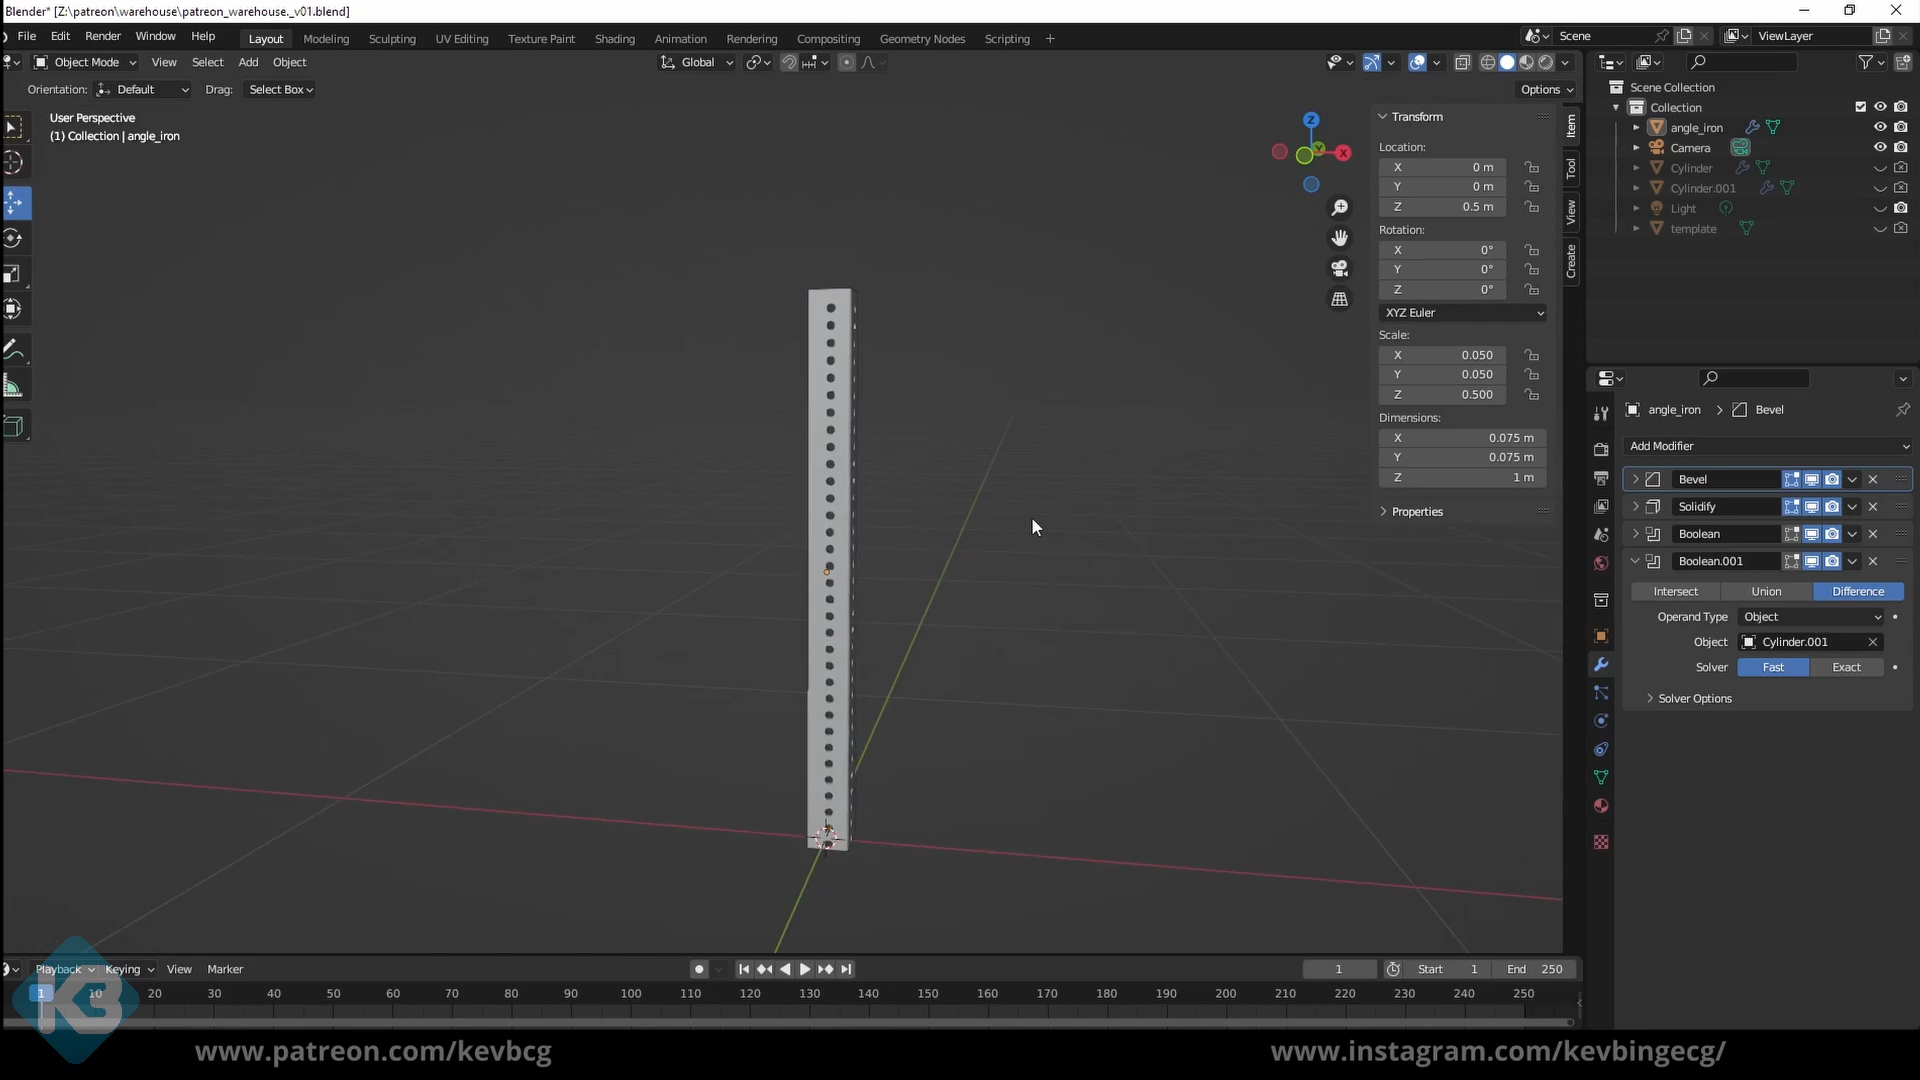 Blender* [Z:\patreon\warehouse\patreon_warehouse._v01.blend]
File Edit Render Window Help Layout Modeling Sculpting UV Editing Texture Paint Shading Animation Rendering Compositing Geometry Nodes Scripting + Scene ViewLayer
Object Mode View Select Add Object Global
Orientation: Default Drag: Select Box Options
User Perspective
(1) Collection | angle_iron
Z
Y
X
Transform
Location:
X 0 m
Y 0 m
Z 0.5 m
Rotation:
X 0°
Y 0°
Z 0°
XYZ Euler
Scale:
X 0.050
Y 0.050
Z 0.500
Dimensions:
X 0.075 m
Y 0.075 m
Z 1 m
Properties
Item
Tool
View
Create
Scene Collection
Collection
angle_iron
Camera
Cylinder
Cylinder.001
Light
template
angle_iron > Bevel
Add Modifier
Bevel
Solidify
Boolean
Boolean.001
Intersect Union Difference
Operand Type Object
Object Cylinder.001
Solver Fast Exact
Solver Options
Playback Keying View Marker 1 Start 1 End 250
1 10 20 30 40 50 60 70 80 90 100 110 120 130 140 150 160 170 180 190 200 210 220 230 240 250
KB
www.patreon.com/kevbcg
www.instagram.com/kevbingecg/